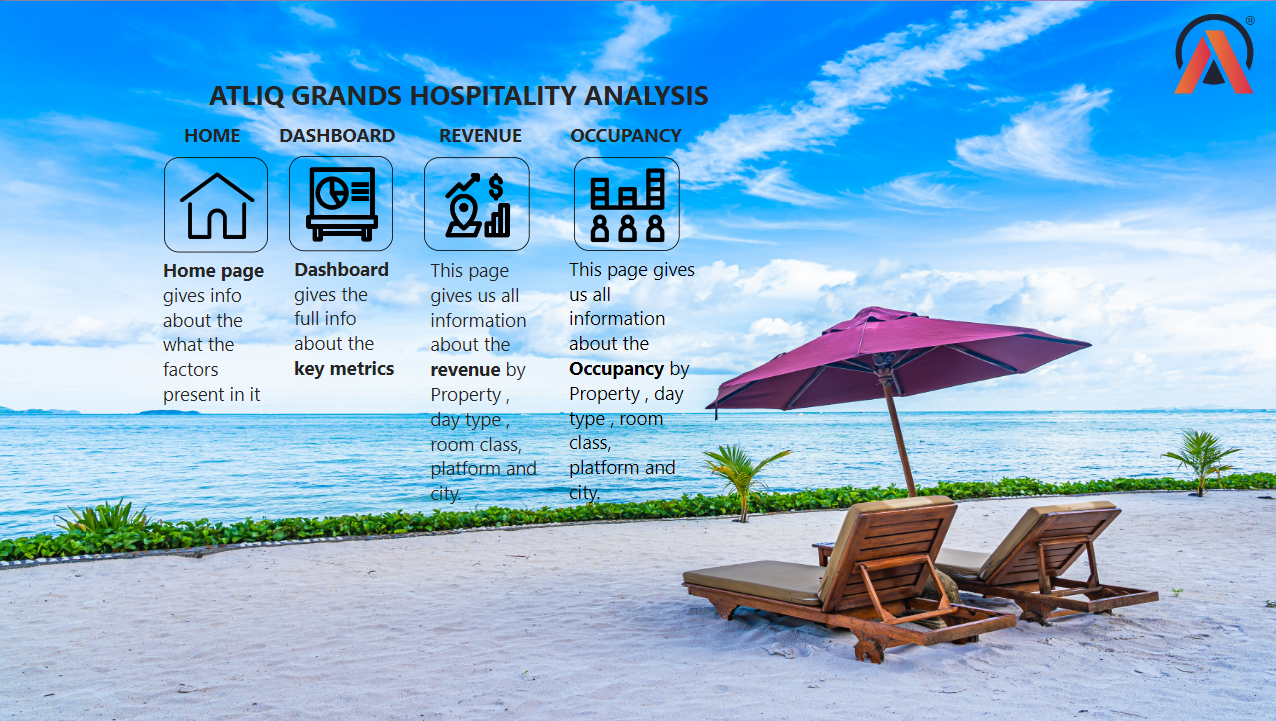 ®
ATLIQ GRANDS HOSPITALITY ANALYSIS
HOME
DASHBOARD
REVENUE
OCCUPANCY
$
Home page
gives info
about the
what the
factors
present in it
Dashboard
gives the
full info
about the
key metrics
This page
gives us all
information
about the
revenue by
Property ,
day type ,
room class,
platform and
city.
This page gives
us all
information
about the
Occupancy by
Property , day
type , room
class,
platform and
city.